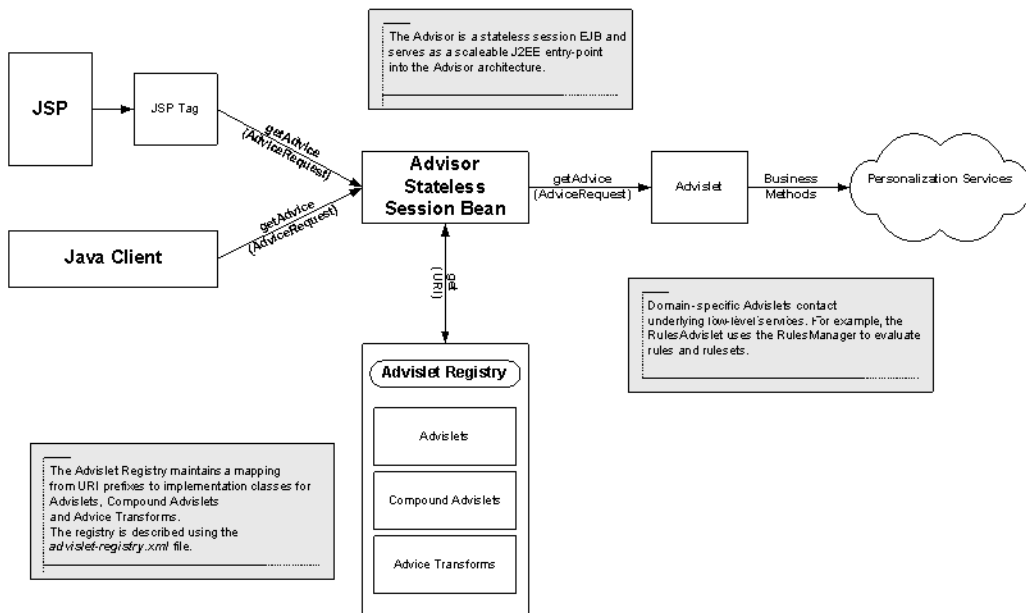 The Advisor is a stateless session EJB and
serves as a scaleable J2EE entry-point
into the Advisor architecture.
JSP
JSP Tag
getAdvice
(AdviceRequest)
Advisor
Stateless
Session Bean
getAdvice
(AdviceRequest)
Advislet
Business
Methods
Personalization Services
getAdvice
(AdviceRequest)
Java Client
get
(URI)
Domain-specific Advislets contact
underlying low-level services. For example, the
RulesAdvislet uses the RulesManager to evaluate
rules and rulesets.
Advislet Registry
Advislets
Compound Advislets
Advice Transforms
The Advislet Registry maintains a mapping
from URI prefixes to implementation classes for
Advislets, Compound Advislets
and Advice Transforms.
The registry is described using the
advislet-registry.xml file.